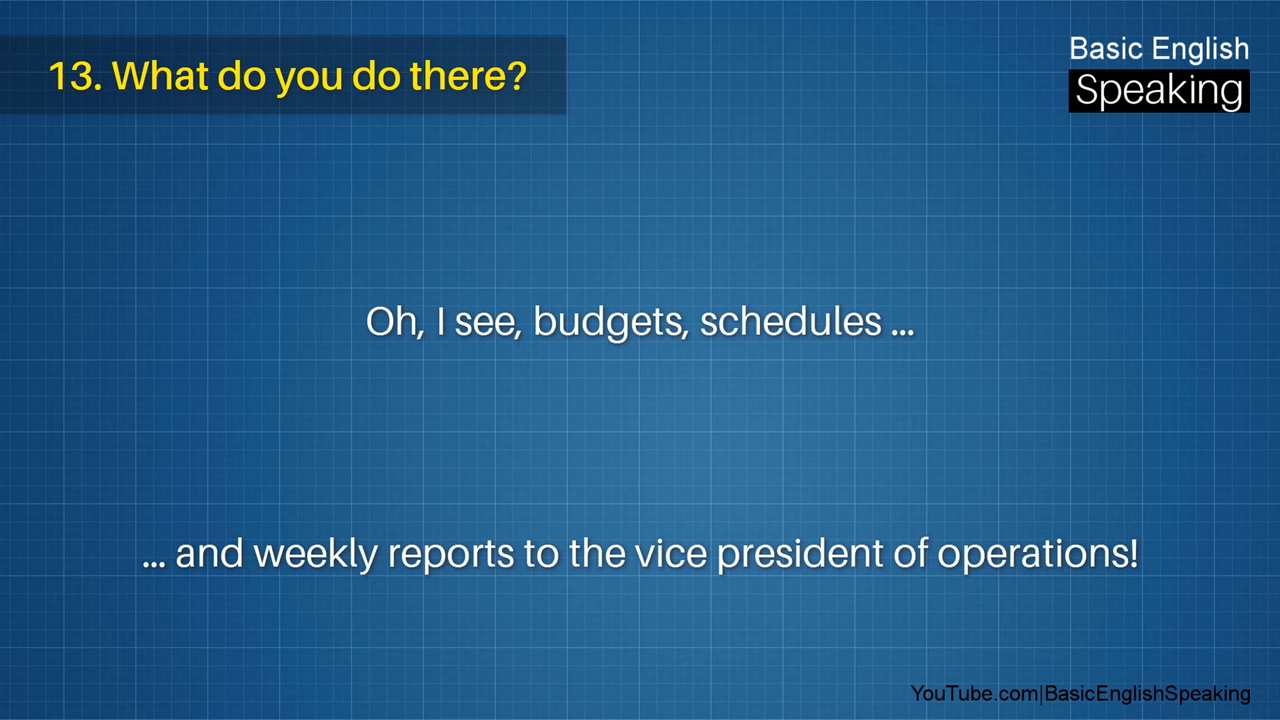 13. What do you do there?
Basic English
Speaking
Oh, I see, budgets, schedules ...
... and weekly reports to the vice president of operations!
YouTube.com|BasicEnglishSpeaking